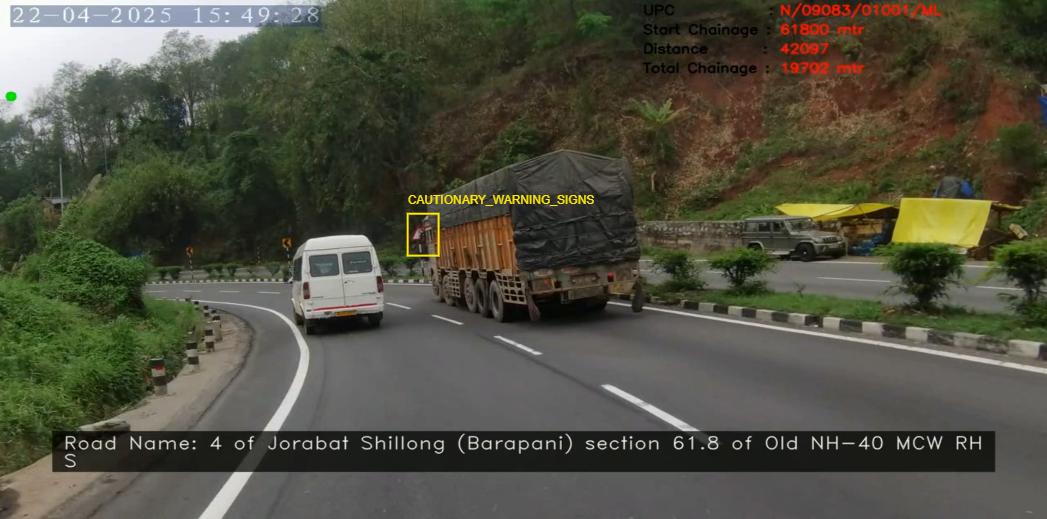 22-04-2025 15:49:28
UPC : N/09083/01001/ML
Start Chainage : 61800 mtr
Distance : 42097
Total Chainage : 19702 mtr
CAUTIONARY_WARNING_SIGNS
Road Name: 4 of Jorabat Shillong (Barapani) section 61.8 of Old NH-40 MCW RH
S